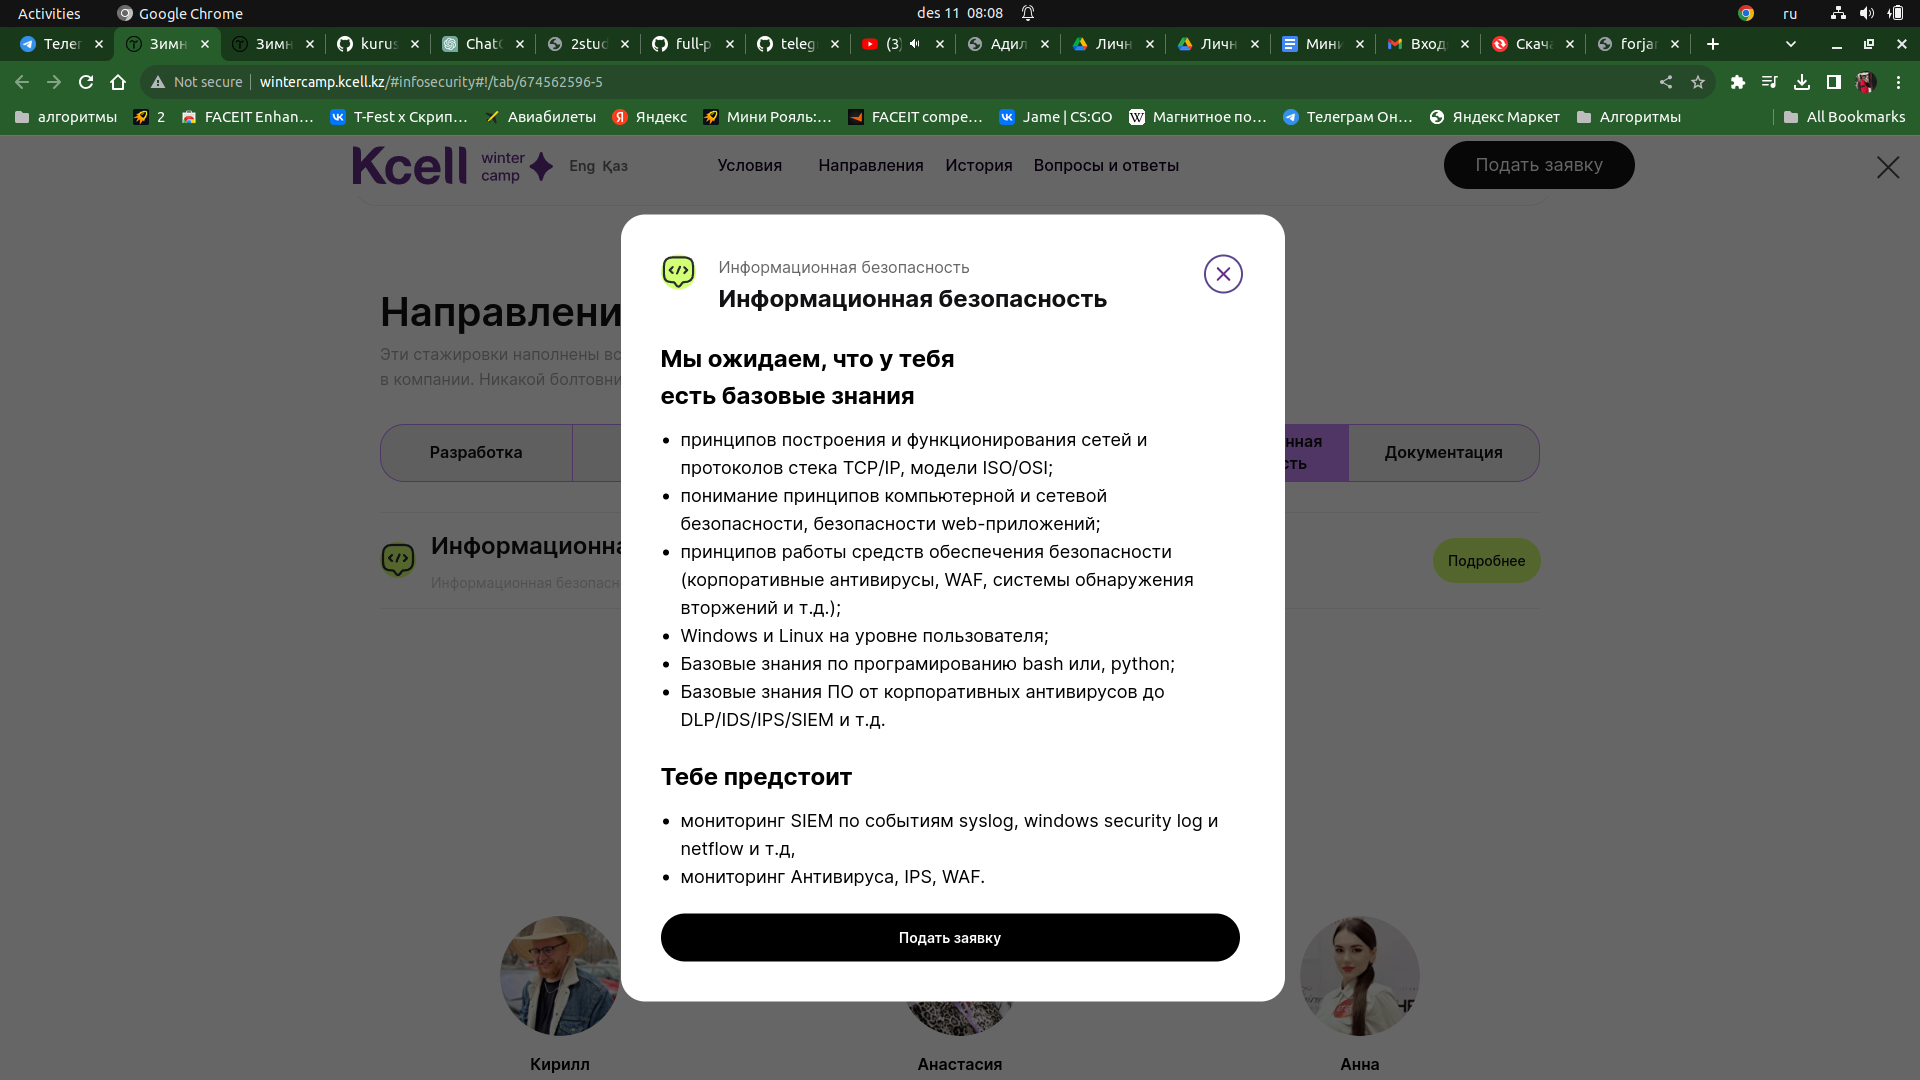 Activities
Google Chrome
des 11 08:08
ru
Телег
Зимн
Зимн
kurus
ChatG
2stud
full-p
teleg
(3)
Адил
Личн
Личн
Мини
Вход
Скача
forjar
Not secure
wintercamp.kcell.kz/#infosecurity#!/tab/674562596-5
алгоритмы
2
FACEIT Enhan…
T-Fest x Скрип…
Авиабилеты
Яндекс
Мини Рояль:…
FACEIT compe…
Jame | CS:GO
Магнитное по…
Телеграм Он…
Яндекс Маркет
Алгоритмы
All Bookmarks
Kcell winter
camp
Eng Қаз
Условия
Направления
История
Вопросы и ответы
Подать заявку
Направлени
Эти стажировки наполнены вс
в компании. Никакой болтовни
Разработка
нная
сть
Документация
Информационна
Информационная безопасн
Подробнее
Информационная безопасность
Информационная безопасность
Мы ожидаем, что у тебя
есть базовые знания
• принципов построения и функционирования сетей и
протоколов стека TCP/IP, модели ISO/OSI;
• понимание принципов компьютерной и сетевой
безопасности, безопасности web-приложений;
• принципов работы средств обеспечения безопасности
(корпоративные антивирусы, WAF, системы обнаружения
вторжений и т.д.);
• Windows и Linux на уровне пользователя;
• Базовые знания по програмированию bash или, python;
• Базовые знания ПО от корпоративных антивирусов до
DLP/IDS/IPS/SIEM и т.д.
Тебе предстоит
• мониторинг SIEM по событиям syslog, windows security log и
netflow и т.д,
• мониторинг Антивируса, IPS, WAF.
Подать заявку
Кирилл
Анастасия
Анна